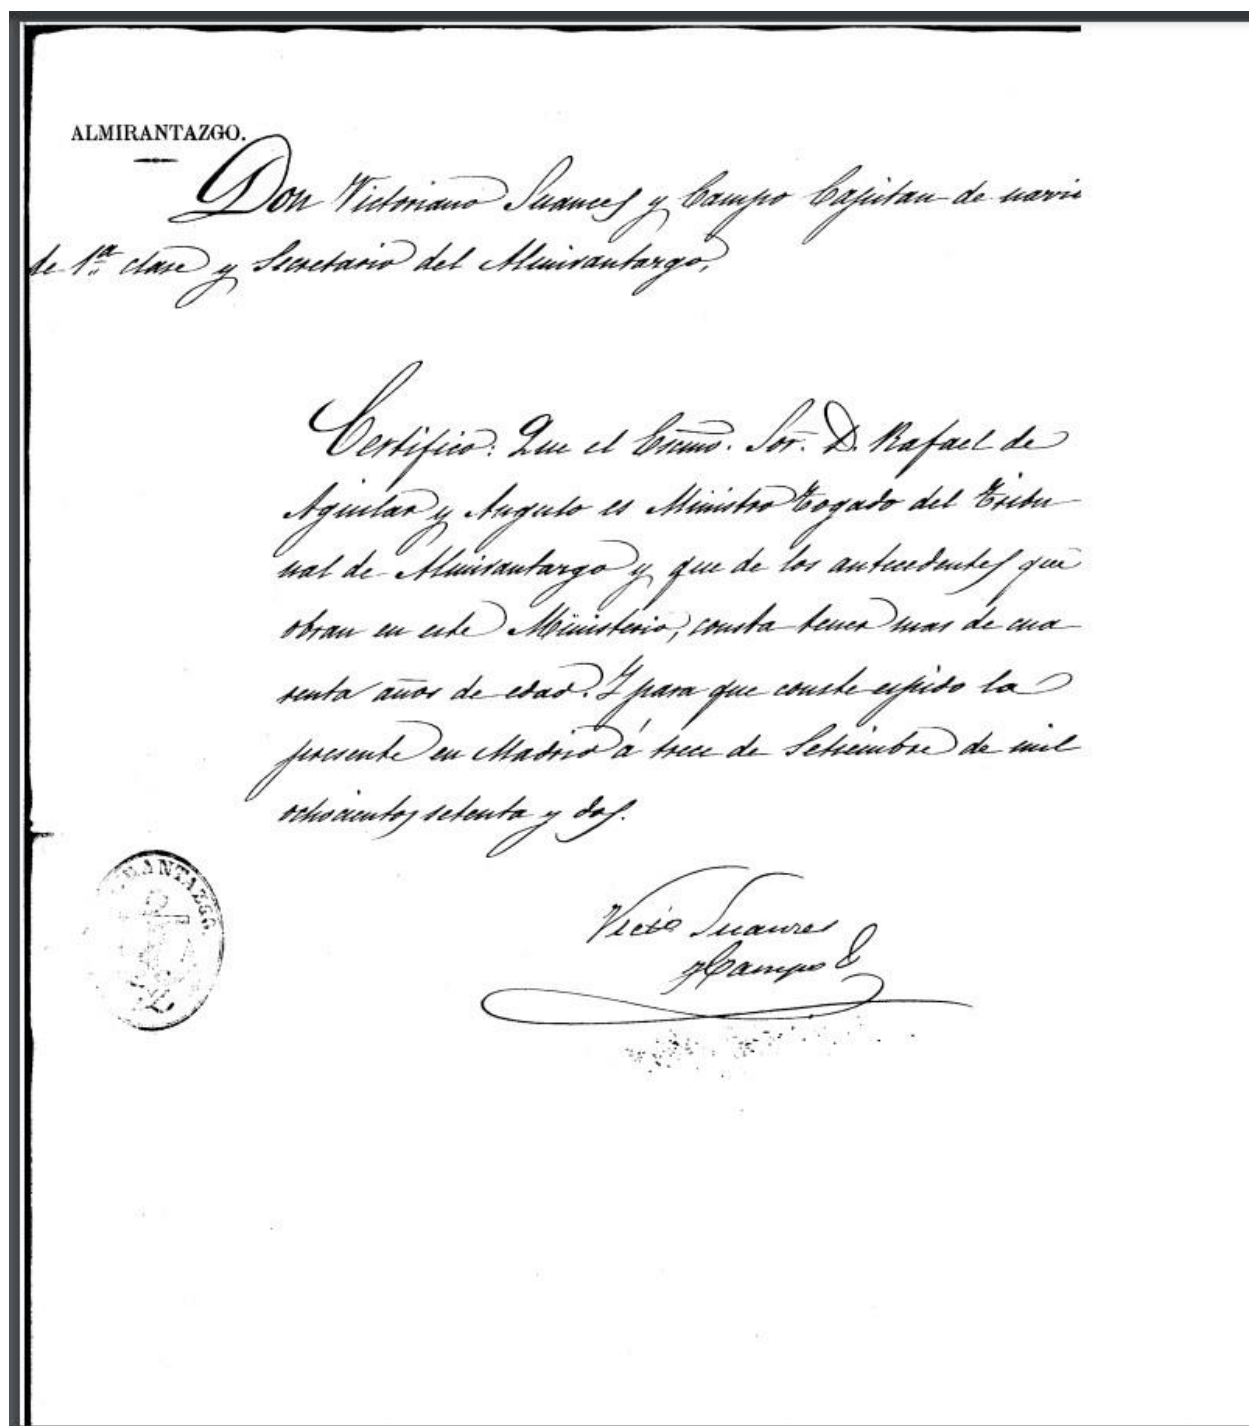 ALMIRANTAZGO.
Don Victoriano Suances y Campo Capitan de navio
de 1ª clase y Secretario del Almirantazgo,
Certifico: Que el Escmo. Sor. D. Rafael de
Aguilar y Angulo es Ministro Togado del Tribu
nal de Almirantazgo y que de los antecedentes que
obran en este Ministerio, consta tener mas de cua
renta años de edad. Y para que conste espido la
presente en Madrid á trece de Setiembre de mil
ochocientos setenta y dos.
Victº Suances
y Campo